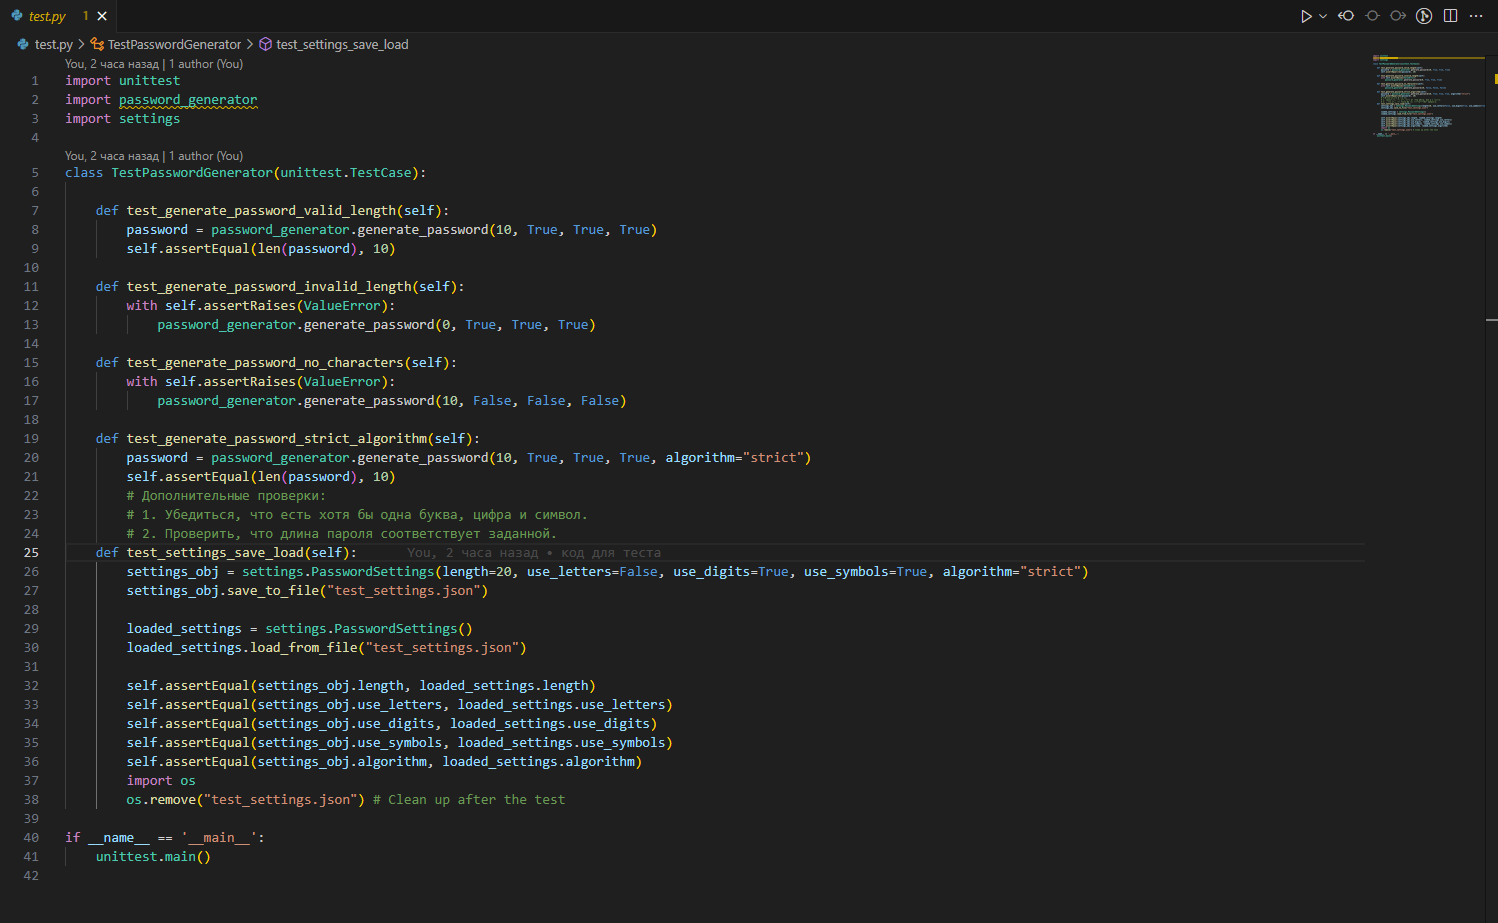 test.py 1
test.py > TestPasswordGenerator > test_settings_save_load
You, 2 часа назад | 1 author (You)
1 import unittest
2 import password_generator
3 import settings
4
You, 2 часа назад | 1 author (You)
5 class TestPasswordGenerator(unittest.TestCase):
6
7     def test_generate_password_valid_length(self):
8         password = password_generator.generate_password(10, True, True, True)
9         self.assertEqual(len(password), 10)
10
11     def test_generate_password_invalid_length(self):
12         with self.assertRaises(ValueError):
13             password_generator.generate_password(0, True, True, True)
14
15     def test_generate_password_no_characters(self):
16         with self.assertRaises(ValueError):
17             password_generator.generate_password(10, False, False, False)
18
19     def test_generate_password_strict_algorithm(self):
20         password = password_generator.generate_password(10, True, True, True, algorithm="strict")
21         self.assertEqual(len(password), 10)
22         # Дополнительные проверки:
23         # 1. Убедиться, что есть хотя бы одна буква, цифра и символ.
24         # 2. Проверить, что длина пароля соответствует заданной.
25     def test_settings_save_load(self): You, 2 часа назад • код для теста
26         settings_obj = settings.PasswordSettings(length=20, use_letters=False, use_digits=True, use_symbols=True, algorithm="strict")
27         settings_obj.save_to_file("test_settings.json")
28
29         loaded_settings = settings.PasswordSettings()
30         loaded_settings.load_from_file("test_settings.json")
31
32         self.assertEqual(settings_obj.length, loaded_settings.length)
33         self.assertEqual(settings_obj.use_letters, loaded_settings.use_letters)
34         self.assertEqual(settings_obj.use_digits, loaded_settings.use_digits)
35         self.assertEqual(settings_obj.use_symbols, loaded_settings.use_symbols)
36         self.assertEqual(settings_obj.algorithm, loaded_settings.algorithm)
37         import os
38         os.remove("test_settings.json") # Clean up after the test
39
40 if __name__ == '__main__':
41     unittest.main()
42